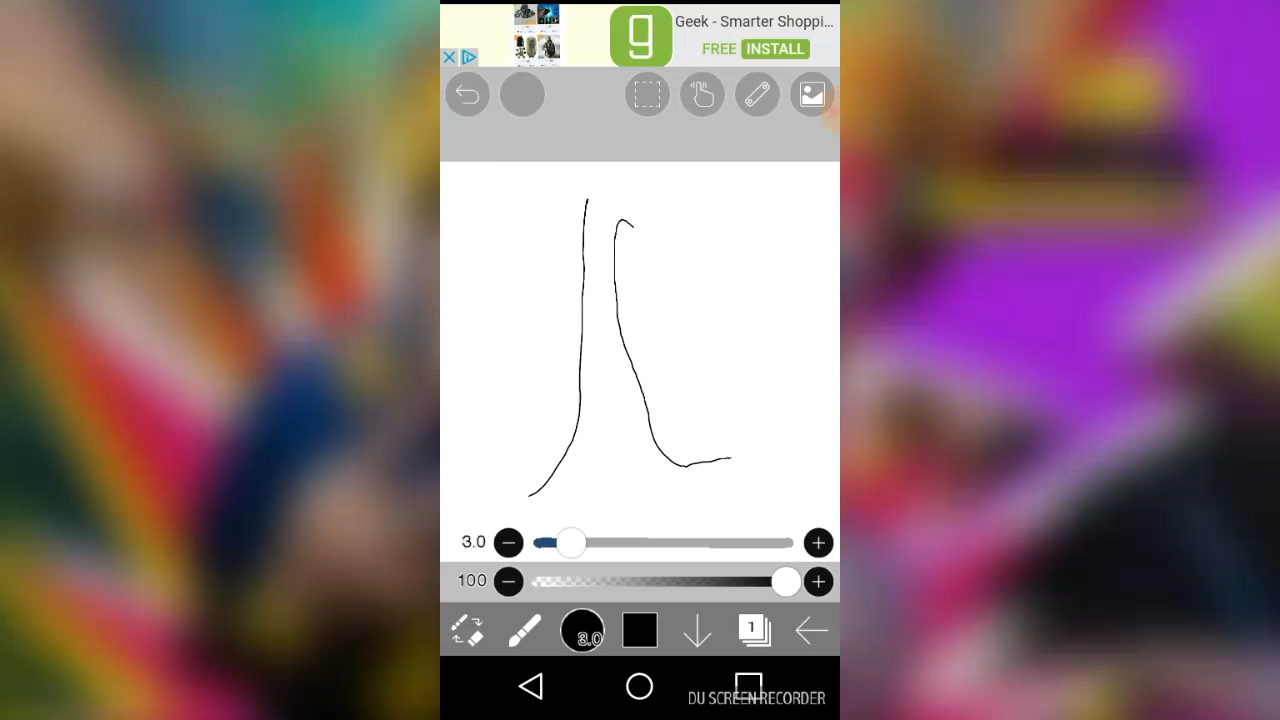 g
Geek - Smarter Shoppi...
FREE INSTALL
3.0
100
3.0
1
DU SCREEN RECORDER